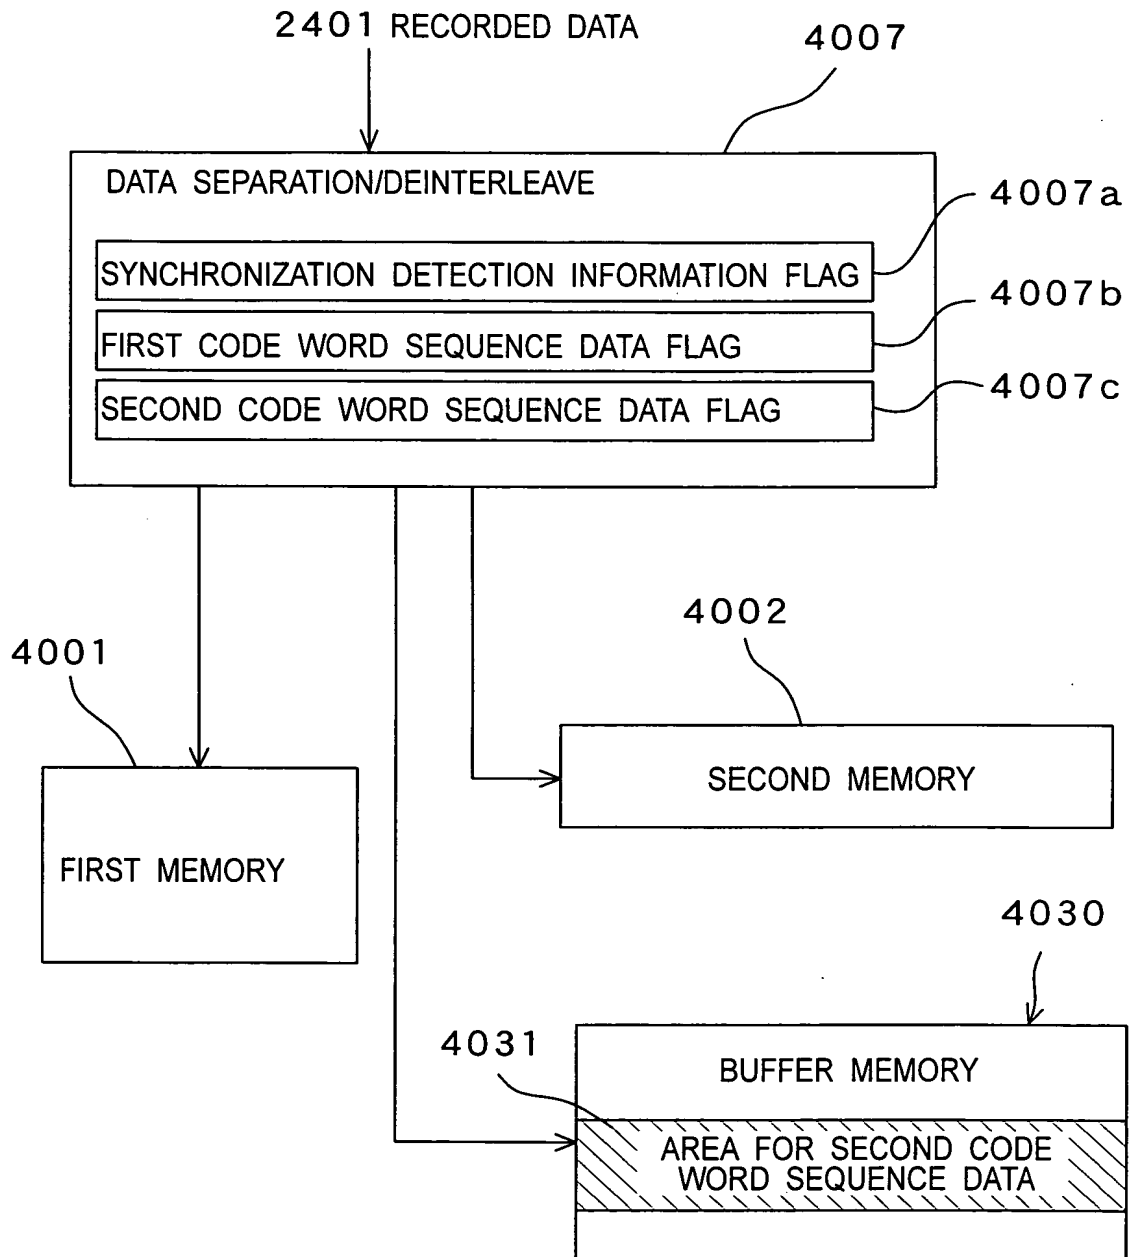 2401 RECORDED DATA
4007
DATA SEPARATION/DEINTERLEAVE
4007a
SYNCHRONIZATION DETECTION INFORMATION FLAG
4007b
FIRST CODE WORD SEQUENCE DATA FLAG
4007c
SECOND CODE WORD SEQUENCE DATA FLAG
4002
4001
SECOND MEMORY
FIRST MEMORY
4030
4031
BUFFER MEMORY
AREA FOR SECOND CODE
WORD SEQUENCE DATA